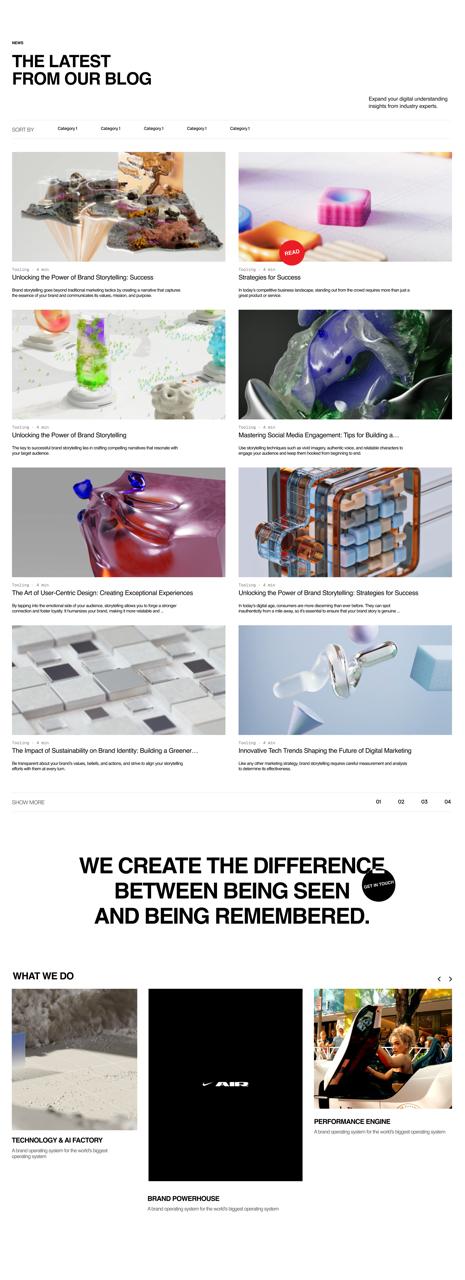 NEWS
THE LATEST
FROM OUR BLOG
Expand your digital understanding
insights from industry experts.
SORT BY
Category1
Category1
Category1
Category1
Category1
READ
Tooling · 4 min
Unlocking the Power of Brand Storytelling: Success
Brand storytelling goes beyond traditional marketing tactics by creating a narrative that captures
the essence of your brand and communicates its values, mission, and purpose.
Tooling · 4 min
Strategies for Success
In today's competitive business landscape, standing out from the crowd requires more than just a
great product or service.
Tooling · 4 min
Unlocking the Power of Brand Storytelling
The key to successful brand storytelling lies in crafting compelling narratives that resonate with
your target audience.
Tooling · 4 min
Mastering Social Media Engagement: Tips for Building a...
Use storytelling techniques such as vivid imagery, authentic voice, and relatable characters to
engage your audience and keep them hooked from beginning to end.
Tooling · 4 min
The Art of User-Centric Design: Creating Exceptional Experiences
By tapping into the emotional side of your audience, storytelling allows you to forge a stronger
connection and foster loyalty. It humanizes your brand, making it more relatable and ...
Tooling · 4 min
Unlocking the Power of Brand Storytelling: Strategies for Success
In today's digital age, consumers are more discerning than ever before. They can spot
inauthenticity from a mile away, so it's essential to ensure that your brand story is genuine ...
Tooling · 4 min
The Impact of Sustainability on Brand Identity: Building a Greener...
Be transparent about your brand's values, beliefs, and actions, and strive to align your storytelling
efforts with them at every turn.
Tooling · 4 min
Innovative Tech Trends Shaping the Future of Digital Marketing
Like any other marketing strategy, brand storytelling requires careful measurement and analysis
to determine its effectiveness.
SHOW MORE
01
02
03
04
WE CREATE THE DIFFERENCE
BETWEEN BEING SEEN
AND BEING REMEMBERED.
GET IN TOUCH
WHAT WE DO
AIR
TECHNOLOGY & AI FACTORY
A brand operating system for the world's biggest
operating system
BRAND POWERHOUSE
A brand operating system for the world's biggest operating system
PERFORMANCE ENGINE
A brand operating system for the world's biggest operating system